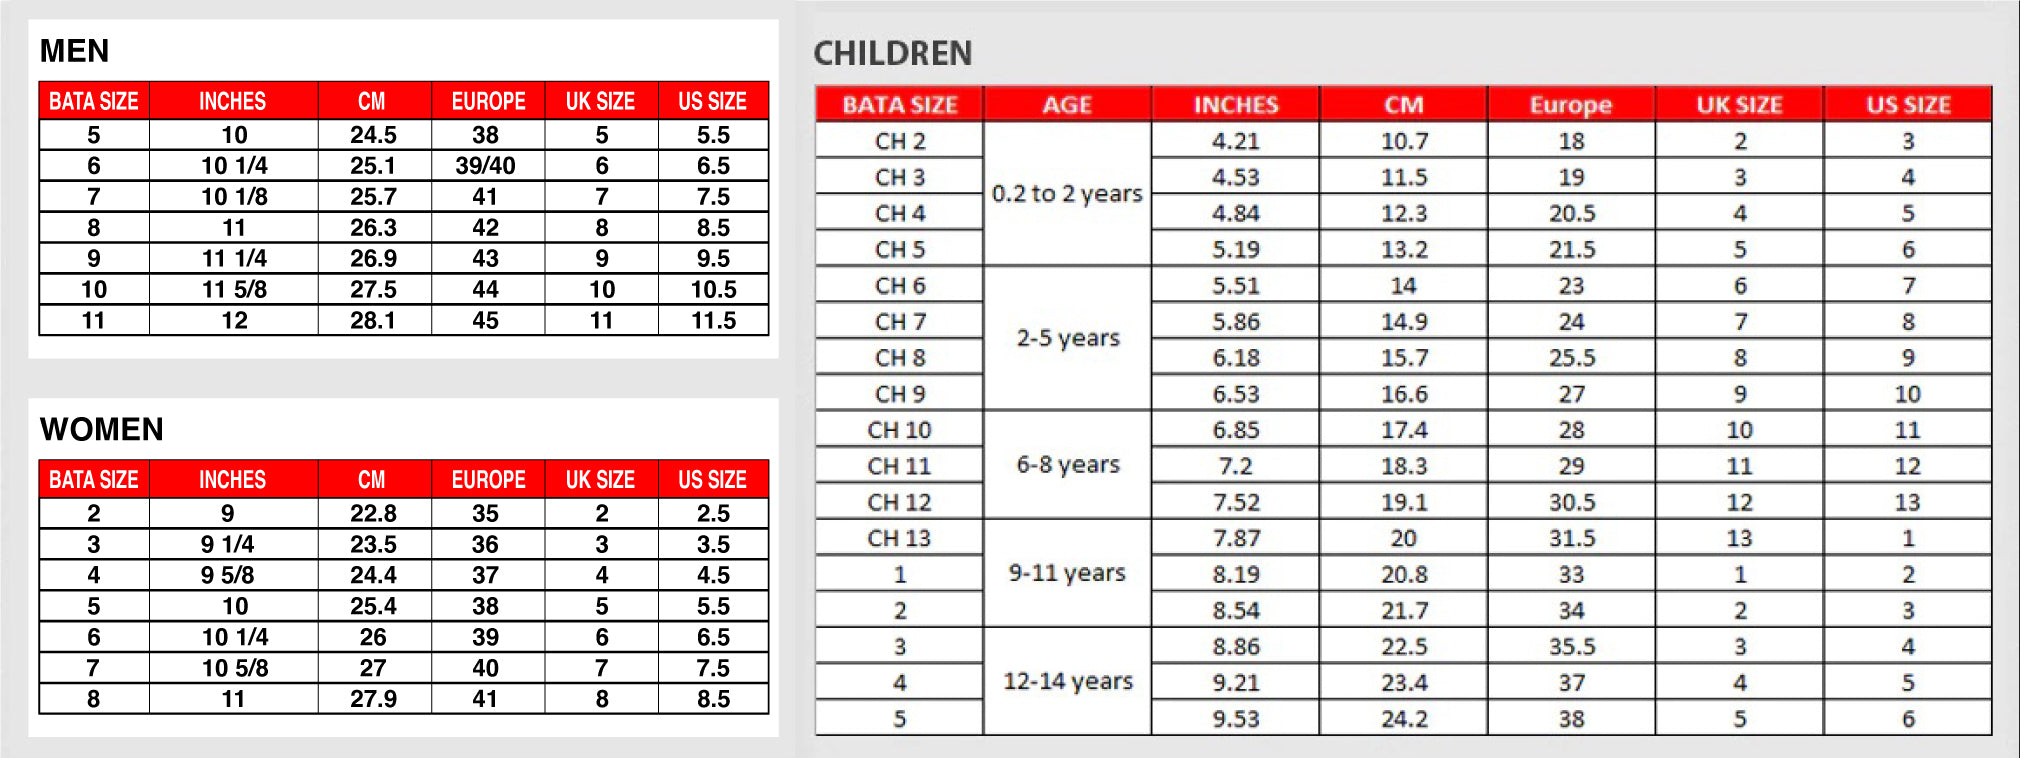 MEN
BATA SIZE INCHES CM EUROPE UK SIZE US SIZE
5 10 24.5 38 5 5.5
6 10 1/4 25.1 39/40 6 6.5
7 10 1/8 25.7 41 7 7.5
8 11 26.3 42 8 8.5
9 11 1/4 26.9 43 9 9.5
10 11 5/8 27.5 44 10 10.5
11 12 28.1 45 11 11.5
WOMEN
BATA SIZE INCHES CM EUROPE UK SIZE US SIZE
2 9 22.8 35 2 2.5
3 9 1/4 23.5 36 3 3.5
4 9 5/8 24.4 37 4 4.5
5 10 25.4 38 5 5.5
6 10 1/4 26 39 6 6.5
7 10 5/8 27 40 7 7.5
8 11 27.9 41 8 8.5
CHILDREN
BATA SIZE AGE INCHES CM Europe UK SIZE US SIZE
CH 2 4.21 10.7 18 2 3
CH 3 4.53 11.5 19 3 4
0.2 to 2 years
CH 4 4.84 12.3 20.5 4 5
CH 5 5.19 13.2 21.5 5 6
CH 6 5.51 14 23 6 7
CH 7 5.86 14.9 24 7 8
2-5 years
CH 8 6.18 15.7 25.5 8 9
CH 9 6.53 16.6 27 9 10
CH 10 6.85 17.4 28 10 11
CH 11 6-8 years 7.2 18.3 29 11 12
CH 12 7.52 19.1 30.5 12 13
CH 13 7.87 20 31.5 13 1
1 9-11 years 8.19 20.8 33 1 2
2 8.54 21.7 34 2 3
3 8.86 22.5 35.5 3 4
4 12-14 years 9.21 23.4 37 4 5
5 9.53 24.2 38 5 6